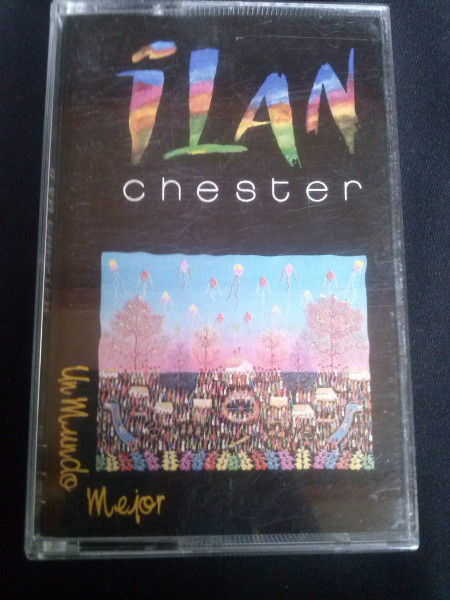 iLAN
chester
Un Mundo
Mejor